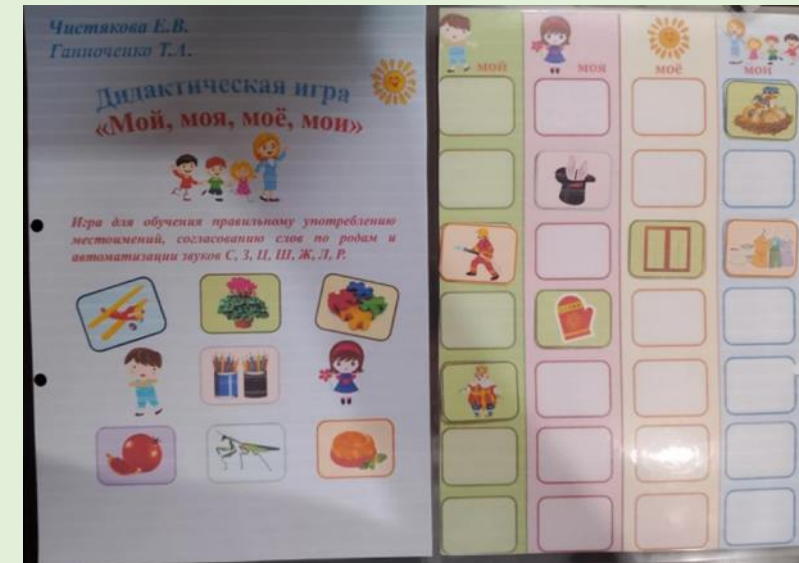 Чистякова Е.В.
Ганноченко Т.А.
Дидактическая игра
«Мой, моя, моё, мои»
Игра для обучения правильному употреблению
местоимений, согласованию слов по родам и
автоматизации звуков С, З, Ц, Ш, Ж, Л, Р.
мой
моя
моё
мои